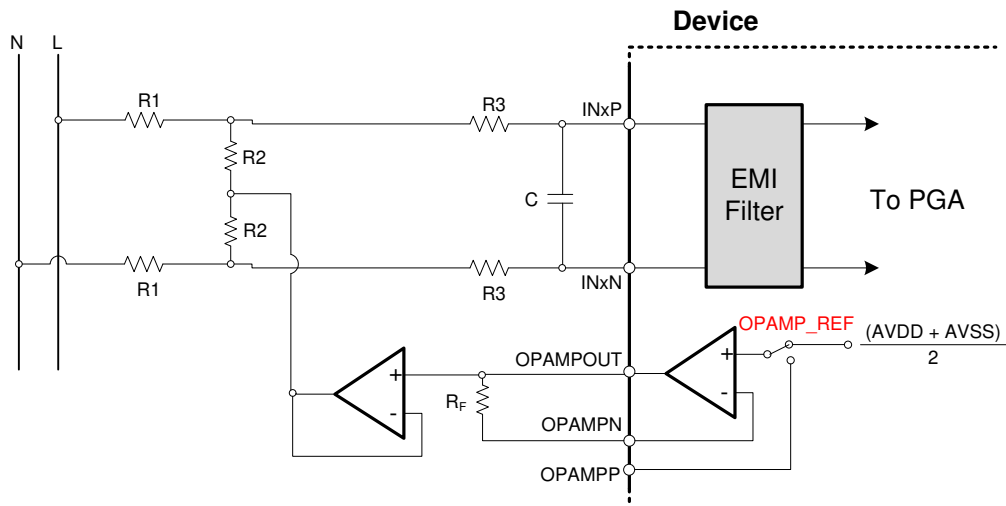 Device
N L
R1
R3
INxP
R2
C
EMI
Filter
To PGA
R2
R1
R3
INxN
OPAMP_REF
(AVDD + AVSS)
2
OPAMPOUT
+
-
+
-
RF
OPAMPN
OPAMPP